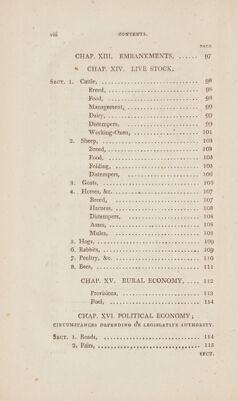 viii CONTENTS.
PAGE
CHAP. XIII. EMBANKMENTS, ...... 97
CHAP. XIV. LIVE STOCK.
SECT. 1. Cattle, 98
Breed, 98
Food, 98
Management, 99
Dairy, 99
Distempers, 99
Working-Oxen, 101
2. Sheep, 103
Breed, 103
Food, 103
Folding, 105
Distempers, 106
3. Goats, 106
4. Horses, &c. 107
Breed, 107
Harness, 108
Distempers, 108
Asses, 108
Mules, 108
5. Hogs, 109
6. Rabbits, 109
7. Poultry, &c. 110
8. Bees, 111
CHAP. XV. RURAL ECONOMY, .... 112
Provisions, 113
Fuel, 114
CHAP. XVI. POLITICAL ECONOMY;
CIRCUMSTANCES DEPENDING ON LEGISLATIVE AUTHORITY.
SECT. 1. Roads, 114
2. Fairs, 115
SECT.